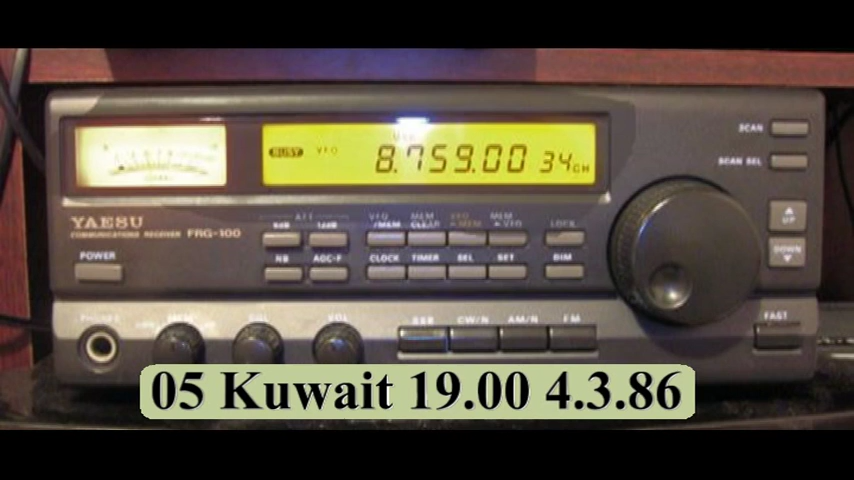 BUSY VFO 8.759.00 34CH
SCAN
SCAN SEL
YAESU
COMMUNICATIONS RECEIVER FRG-100
ATT
VFO /MEM MEM CLEAR MEM ►VFO LOCK
UP
POWER
NB AGC-F CLOCK TIMER SEL SET DIM
DOWN
PHONES SQL VOL SSB CW/N AM/N FM FAST
05 Kuwait 19.00 4.3.86